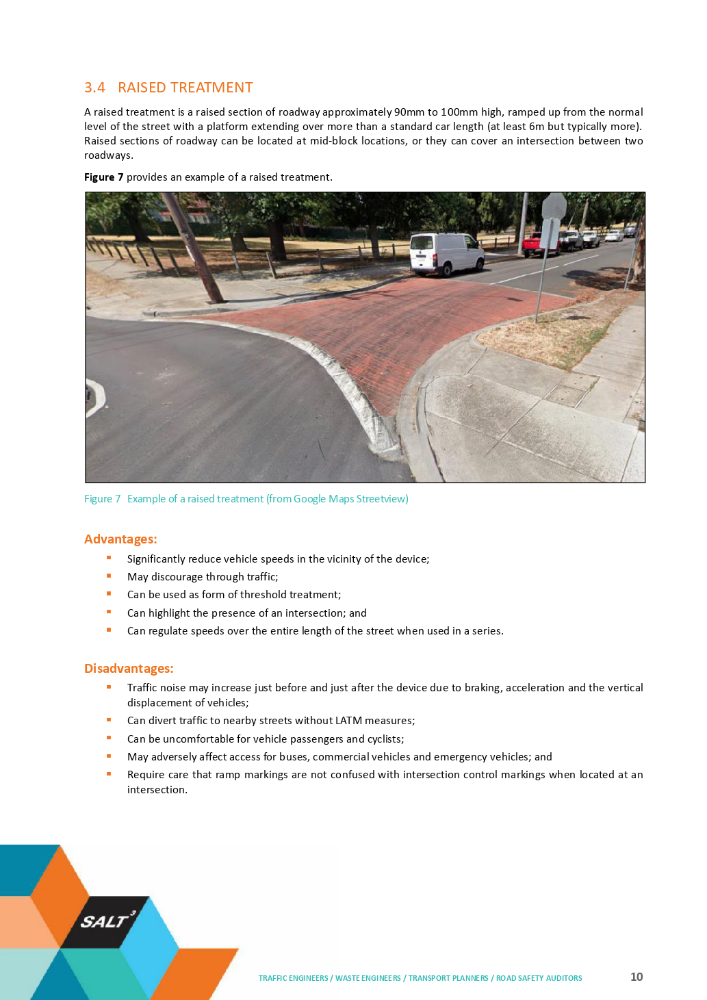 3.4 RAISED TREATMENT
A raised treatment is a raised section of roadway approximately 90mm to 100mm high, ramped up from the normal
level of the street with a platform extending over more than a standard car length (at least 6m but typically more).
Raised sections of roadway can be located at mid-block locations, or they can cover an intersection between two
roadways.
Figure 7 provides an example of a raised treatment.
Figure 7 Example of a raised treatment (from Google Maps Streetview)
Advantages:
Significantly reduce vehicle speeds in the vicinity of the device;
May discourage through traffic;
Can be used as form of threshold treatment;
Can highlight the presence of an intersection; and
Can regulate speeds over the entire length of the street when used in a series.
Disadvantages:
Traffic noise may increase just before and just after the device due to braking, acceleration and the vertical
displacement of vehicles;
Can divert traffic to nearby streets without LATM measures;
Can be uncomfortable for vehicle passengers and cyclists;
May adversely affect access for buses, commercial vehicles and emergency vehicles; and
Require care that ramp markings are not confused with intersection control markings when located at an
intersection.
SALT³
TRAFFIC ENGINEERS / WASTE ENGINEERS / TRANSPORT PLANNERS / ROAD SAFETY AUDITORS 10